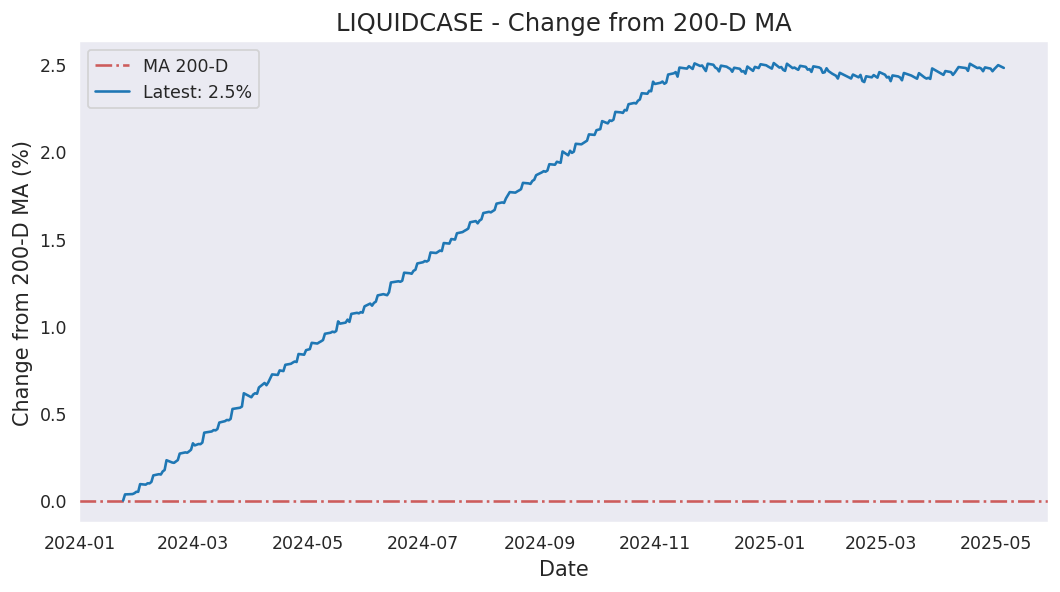 LIQUIDCASE - Change from 200-D MA
MA 200-D
Latest: 2.5%
Change from 200-D MA (%)
2.5
2.0
1.5
1.0
0.5
0.0
2024-01 2024-03 2024-05 2024-07 2024-09 2024-11 2025-01 2025-03 2025-05
Date